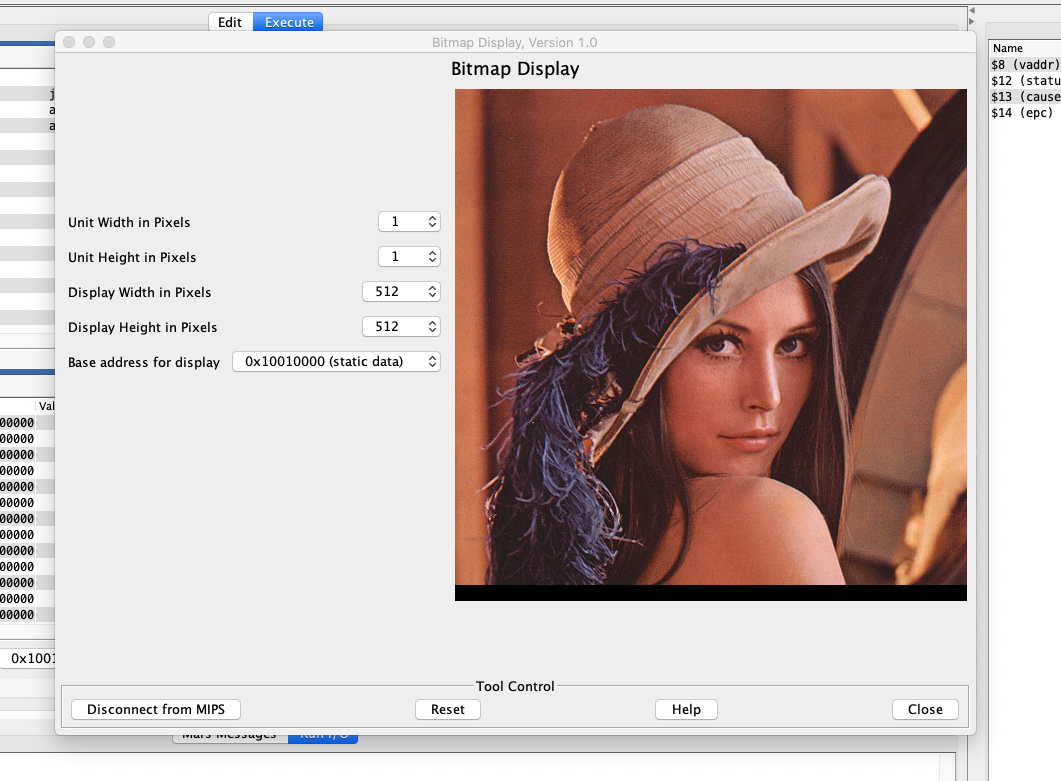 Edit Execute
Bitmap Display, Version 1.0
Bitmap Display
Name
$8 (vaddr)
$12 (statu
$13 (cause
$14 (epc)
j
a
a
Unit Width in Pixels 1
Unit Height in Pixels 1
Display Width in Pixels 512
Display Height in Pixels 512
Base address for display 0x10010000 (static data)
Val
00000
00000
00000
00000
00000
00000
00000
00000
00000
00000
00000
00000
00000
0x1001
Tool Control
Disconnect from MIPS Reset Help Close
Mars Messages Run I/O